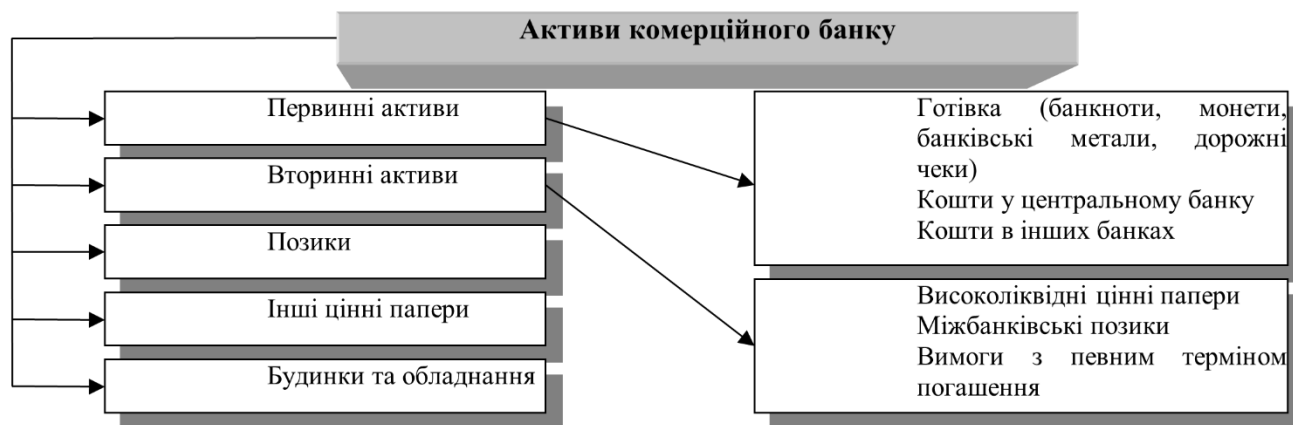 Активи комерційного банку
Первинні активи
Вторинні активи
Позики
Інші цінні папери
Будинки та обладнання
Готівка (банкноти, монети,
банківські метали, дорожні
чеки)
Кошти у центральному банку
Кошти в інших банках
Високоліквідні цінні папери
Міжбанківські позики
Вимоги з певним терміном
погашення